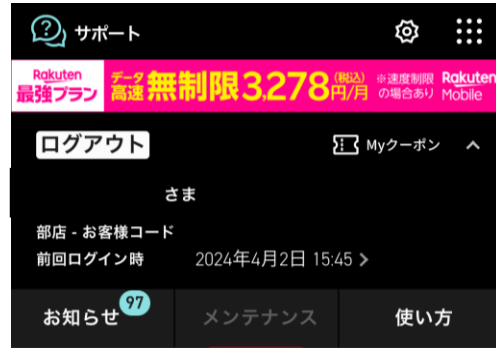 サポート
Rakuten
最強プラン
データ
高速
無制限3,278
(税込)
円/月
※速度制限
の場合あり
Rakuten
Mobile
ログアウト
Myクーポン
さま
部店 - お客様コード
前回ログイン時 2024年4月2日 15:45
お知らせ 97 メンテナンス 使い方